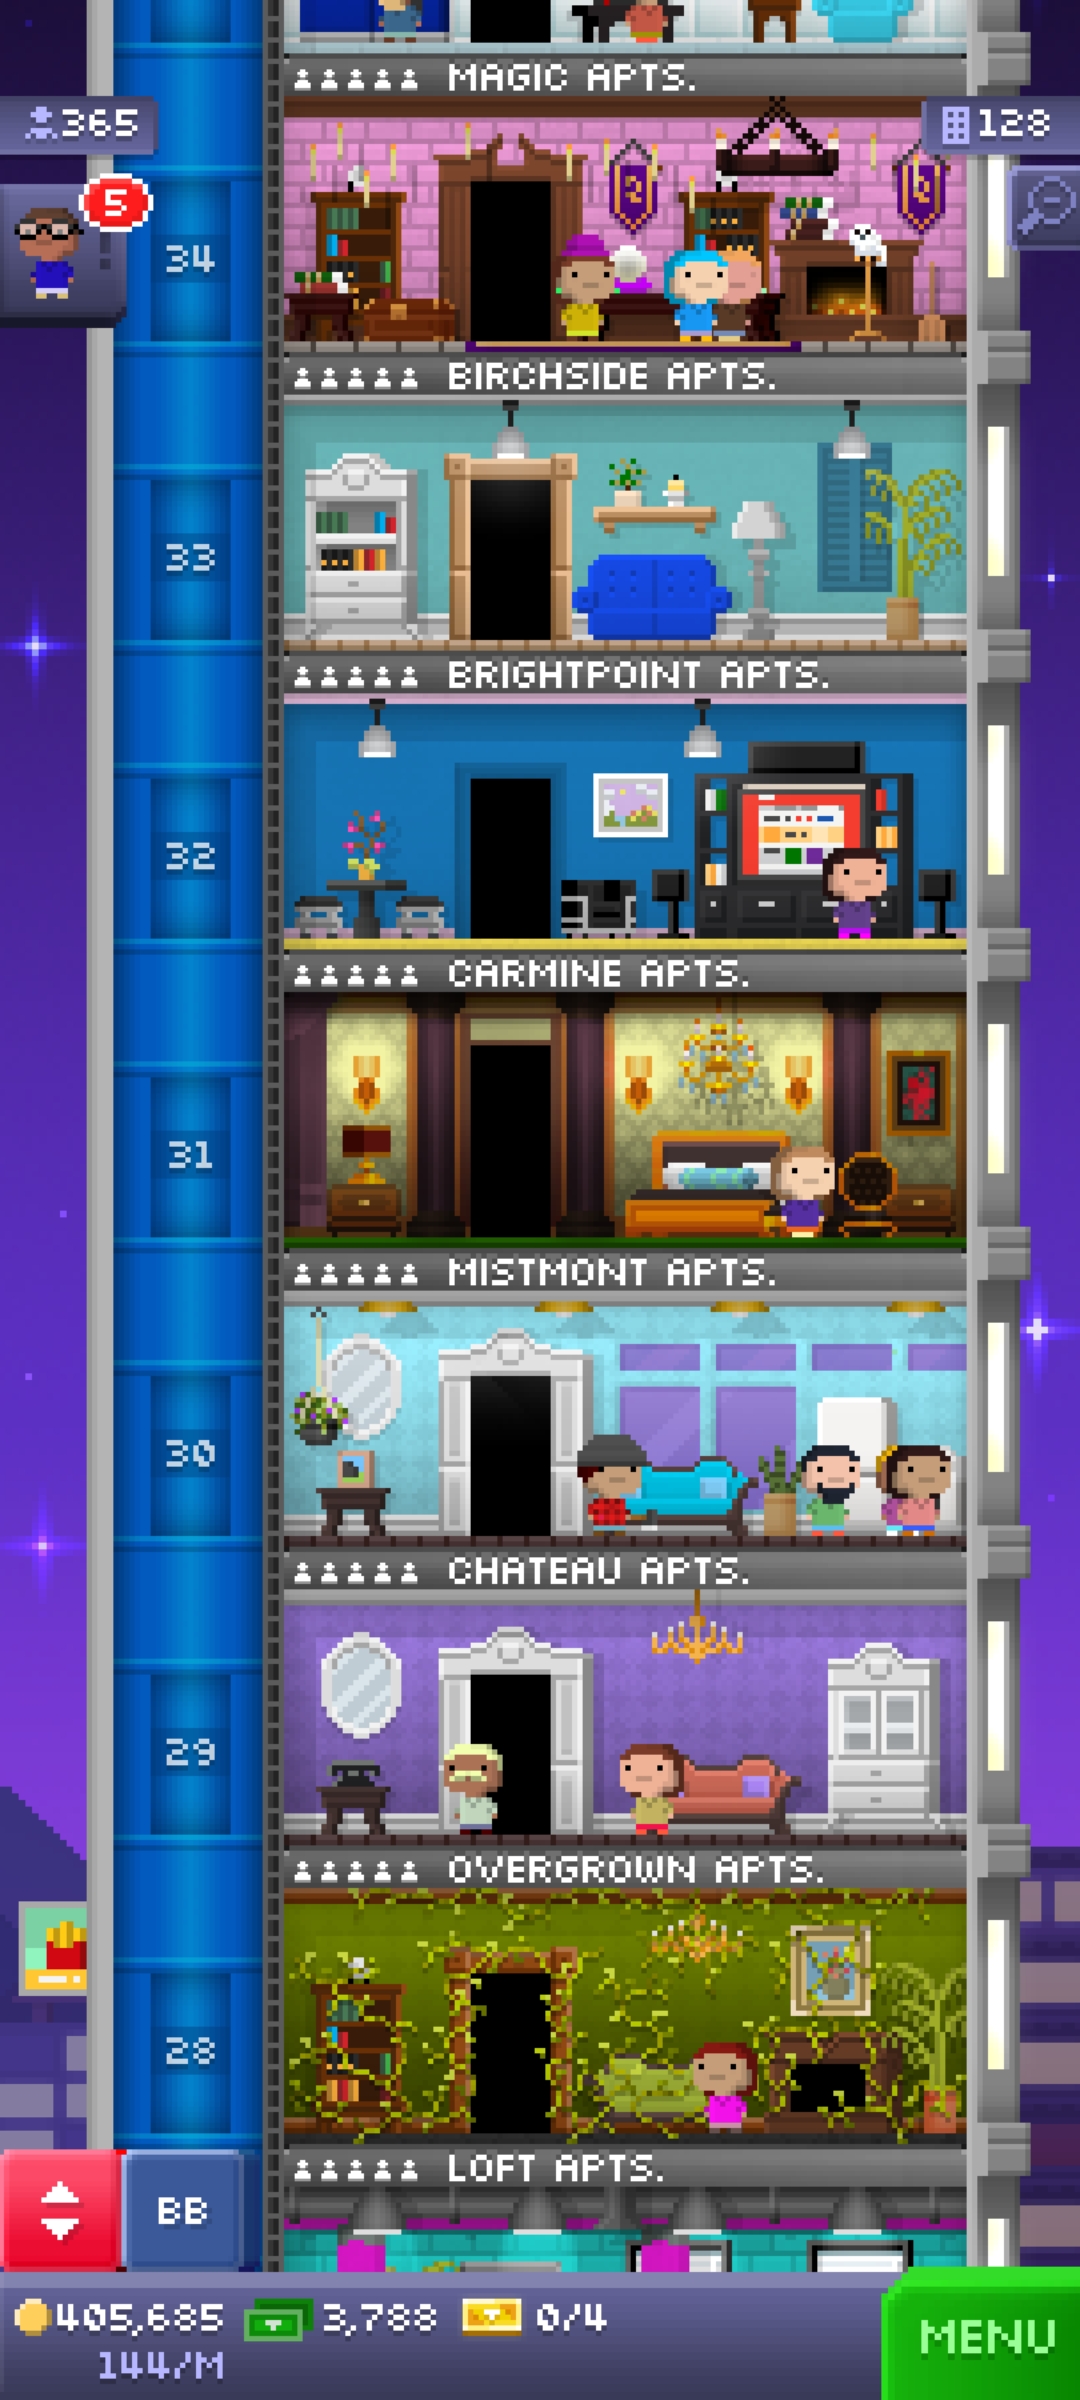 MAGIC APTS.
365
128
5
34
BIRCHSIDE APTS.
33
BRIGHTPOINT APTS.
32
CARMINE APTS.
31
MISTMONT APTS.
30
CHATEAU APTS.
29
OVERGROWN APTS.
28
LOFT APTS.
BB
405,685 3,788 0/4
144/M
MENU